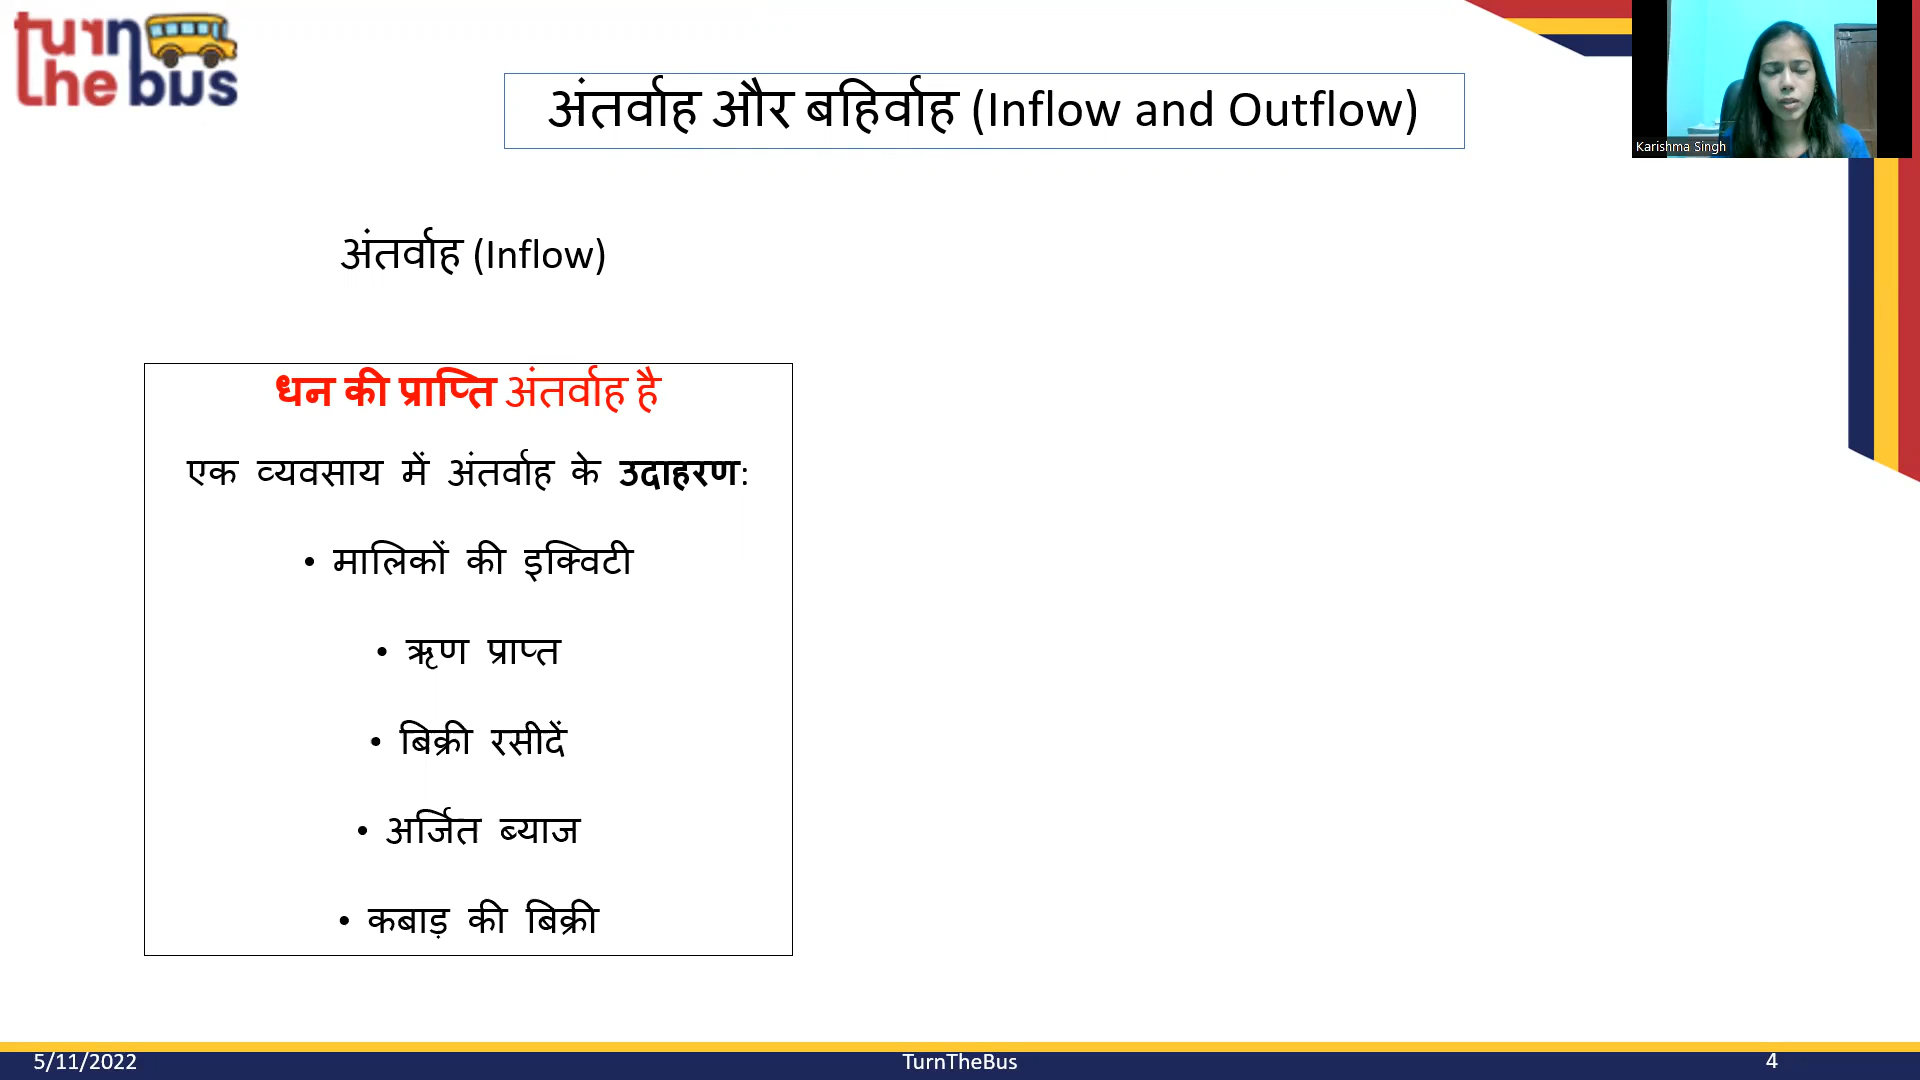 turn
the bus
अंतर्वाह और बहिर्वाह (Inflow and Outflow)
Karishma Singh
अंतर्वाह (Inflow)
धन की प्राप्ति अंतर्वाह है
एक व्यवसाय में अंतर्वाह के उदाहरण:
• मालिकों की इक्विटी
• ऋण प्राप्त
• बिक्री रसीदें
• अर्जित ब्याज
• कबाड़ की बिक्री
5/11/2022
TurnTheBus
4